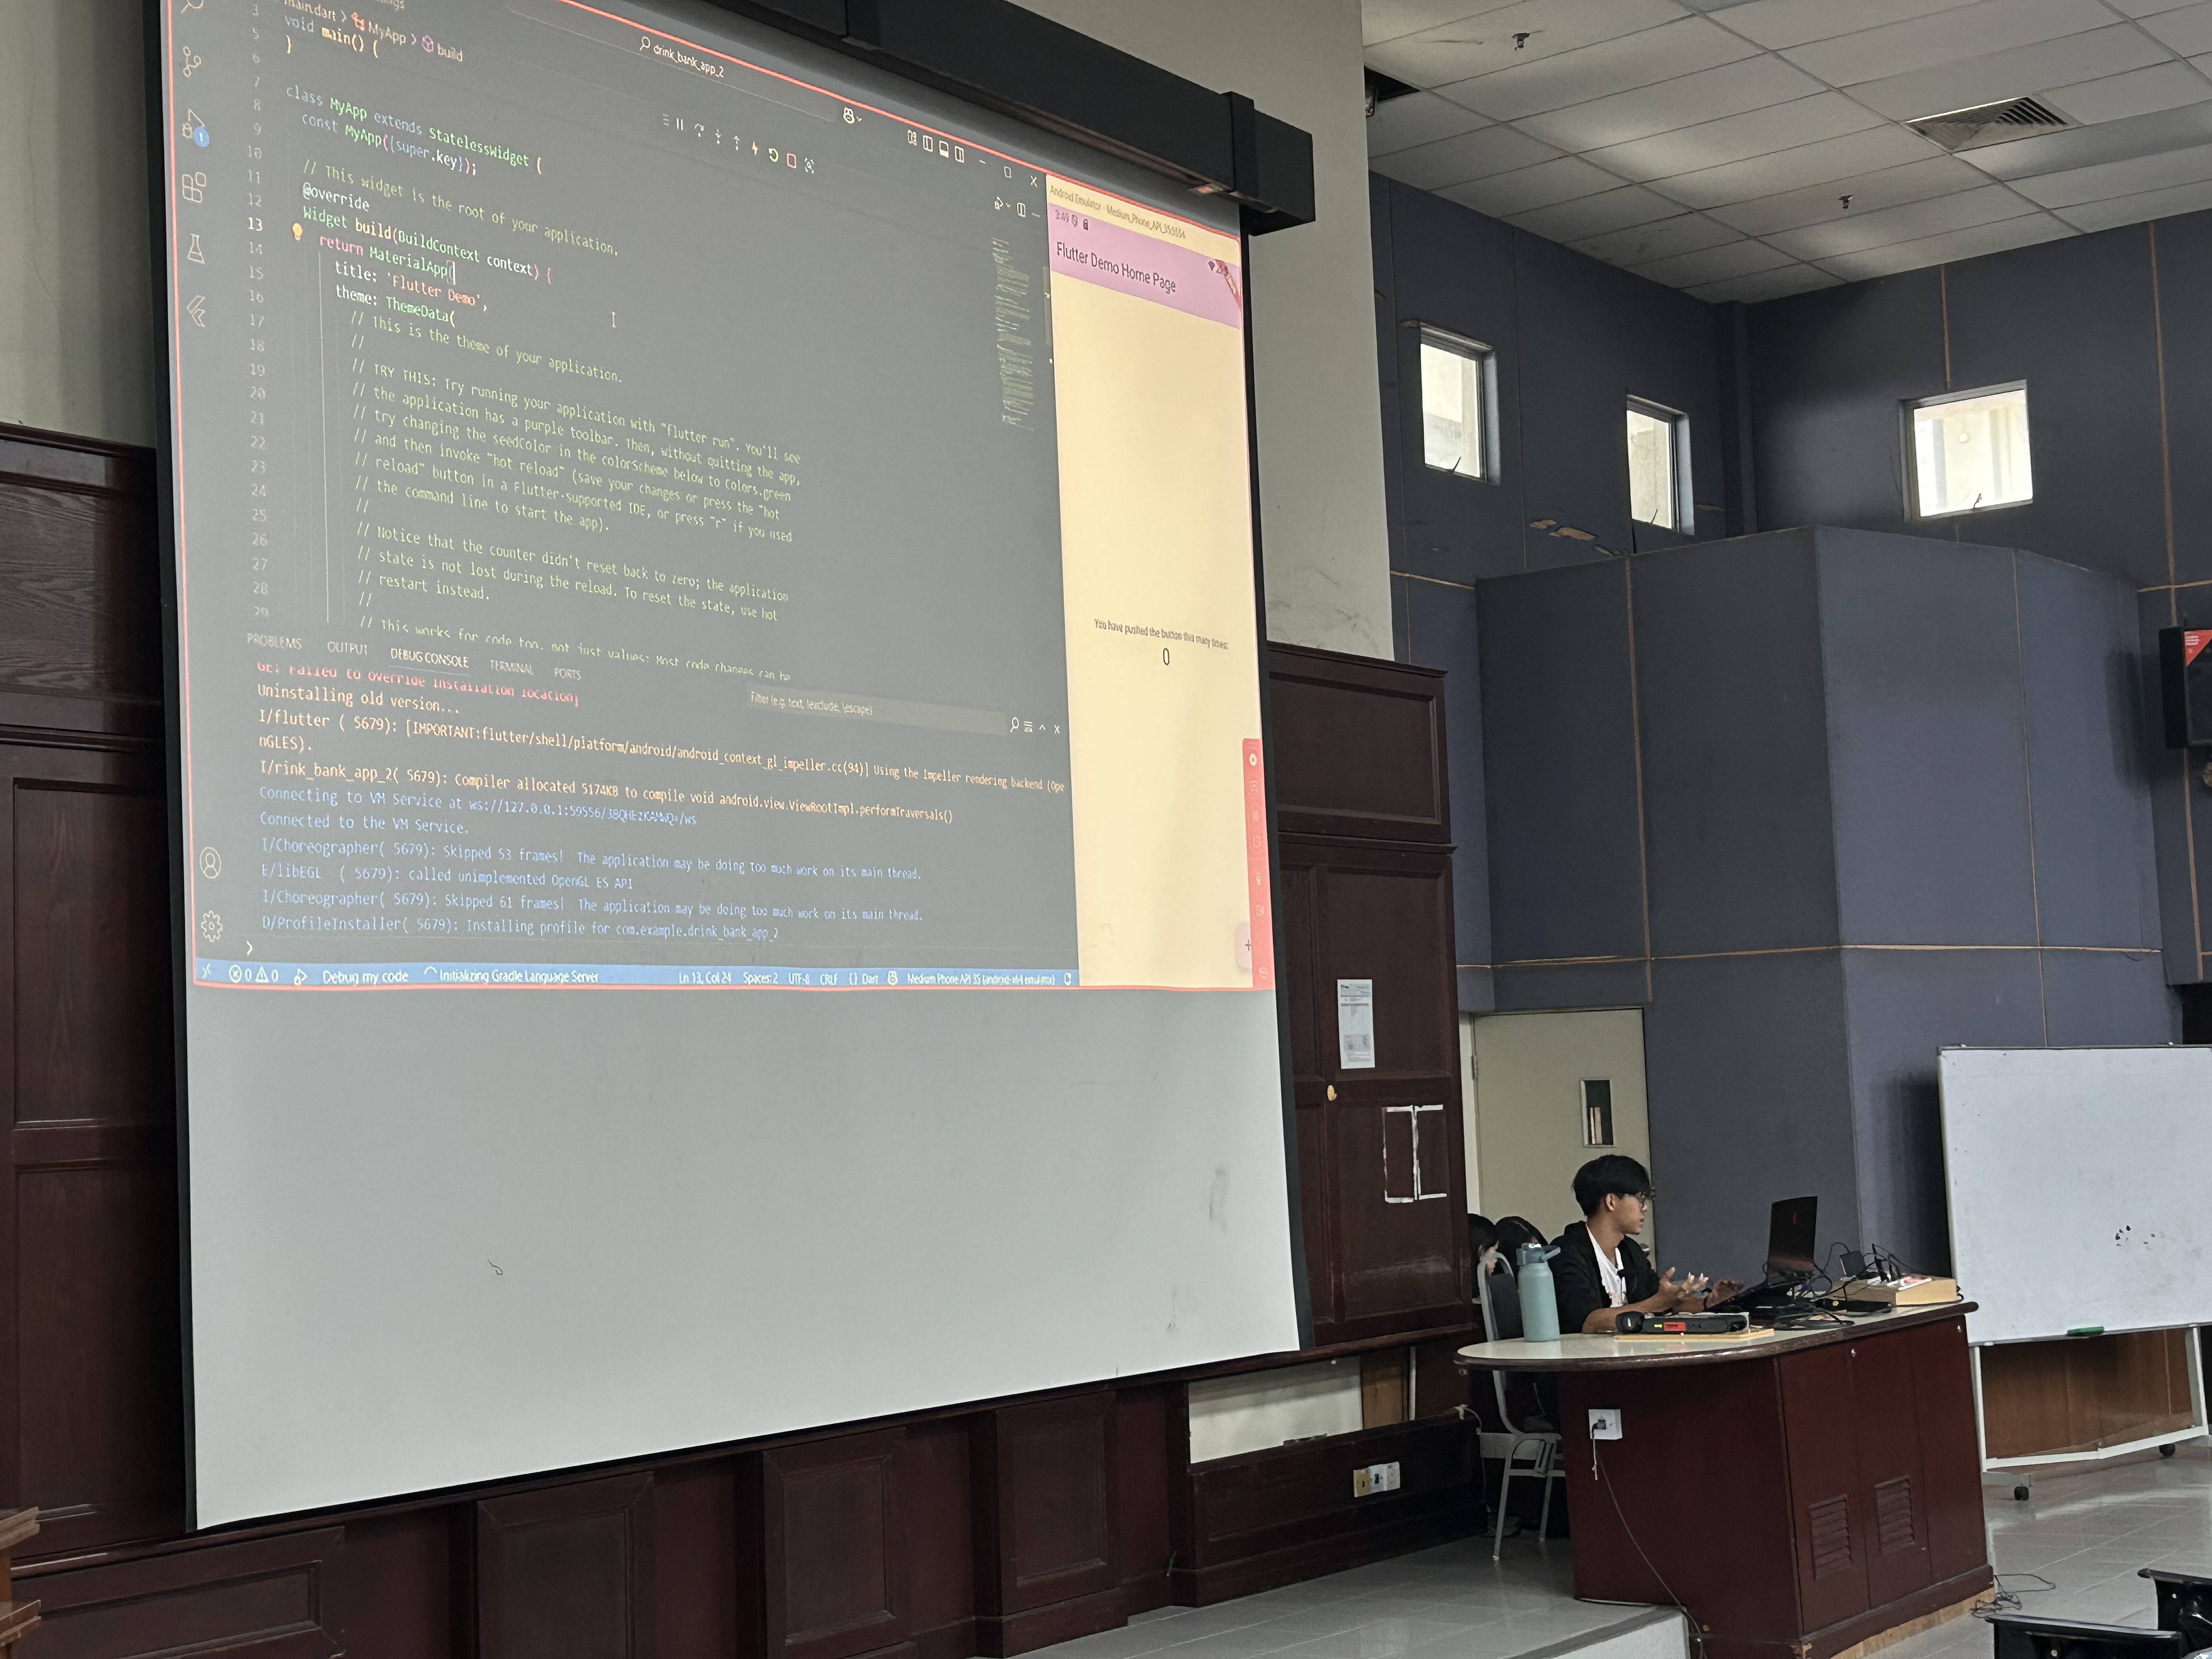 main.dart > MyApp > build
drink_bank_app_2
3
5 void main() {
6 }
7
8 class MyApp extends StatelessWidget {
9 const MyApp({super.key});
10
11 // This widget is the root of your application.
12 @override
13 Widget build(BuildContext context) {
14 return MaterialApp(
15 title: 'Flutter Demo',
16 theme: ThemeData(
17 // This is the theme of your application.
18 //
19 // TRY THIS: Try running your application with "flutter run". You'll see
20 // the application has a purple toolbar. Then, without quitting the app,
21 // try changing the seedColor in the colorScheme below to Colors.green
22 // and then invoke "hot reload" (save your changes or press the "hot
23 // reload" button in a Flutter-supported IDE, or press "r" if you used
24 // the command line to start the app).
25 //
26 // Notice that the counter didn't reset back to zero; the application
27 // state is not lost during the reload. To reset the state, use hot
28 // restart instead.
29 //
// This works for code too, not just values: Most code changes can be
PROBLEMS OUTPUT DEBUG CONSOLE TERMINAL PORTS
Filter (e.g. text, !exclude, \escape)
GE: Failed to override installation location]
Uninstalling old version...
I/flutter ( 5679): [IMPORTANT:flutter/shell/platform/android/android_context_gl_impeller.cc(94)] Using the Impeller rendering backend (Ope
nGLES).
I/rink_bank_app_2( 5679): Compiler allocated 5174KB to compile void android.view.ViewRootImpl.performTraversals()
Connecting to VM Service at ws://127.0.0.1:59556/
Connected to the VM Service.
I/Choreographer( 5679): Skipped 53 frames!  The application may be doing too much work on its main thread.
E/libEGL  ( 5679): called unimplemented OpenGL ES API
I/Choreographer( 5679): Skipped 61 frames!  The application may be doing too much work on its main thread.
D/ProfileInstaller( 5679): Installing profile for com.example.drink_bank_app_2
>
0 0 Debug my code Initializing Gradle Language Server Ln 13, Col 24 Spaces: 2 UTF-8 CRLF {} Dart Medium Phone API 35 (android-x64 emulator)
Android Emulator - Medium_Phone_API_35:5554
3:49
Flutter Demo Home Page
You have pushed the button this many times:
0